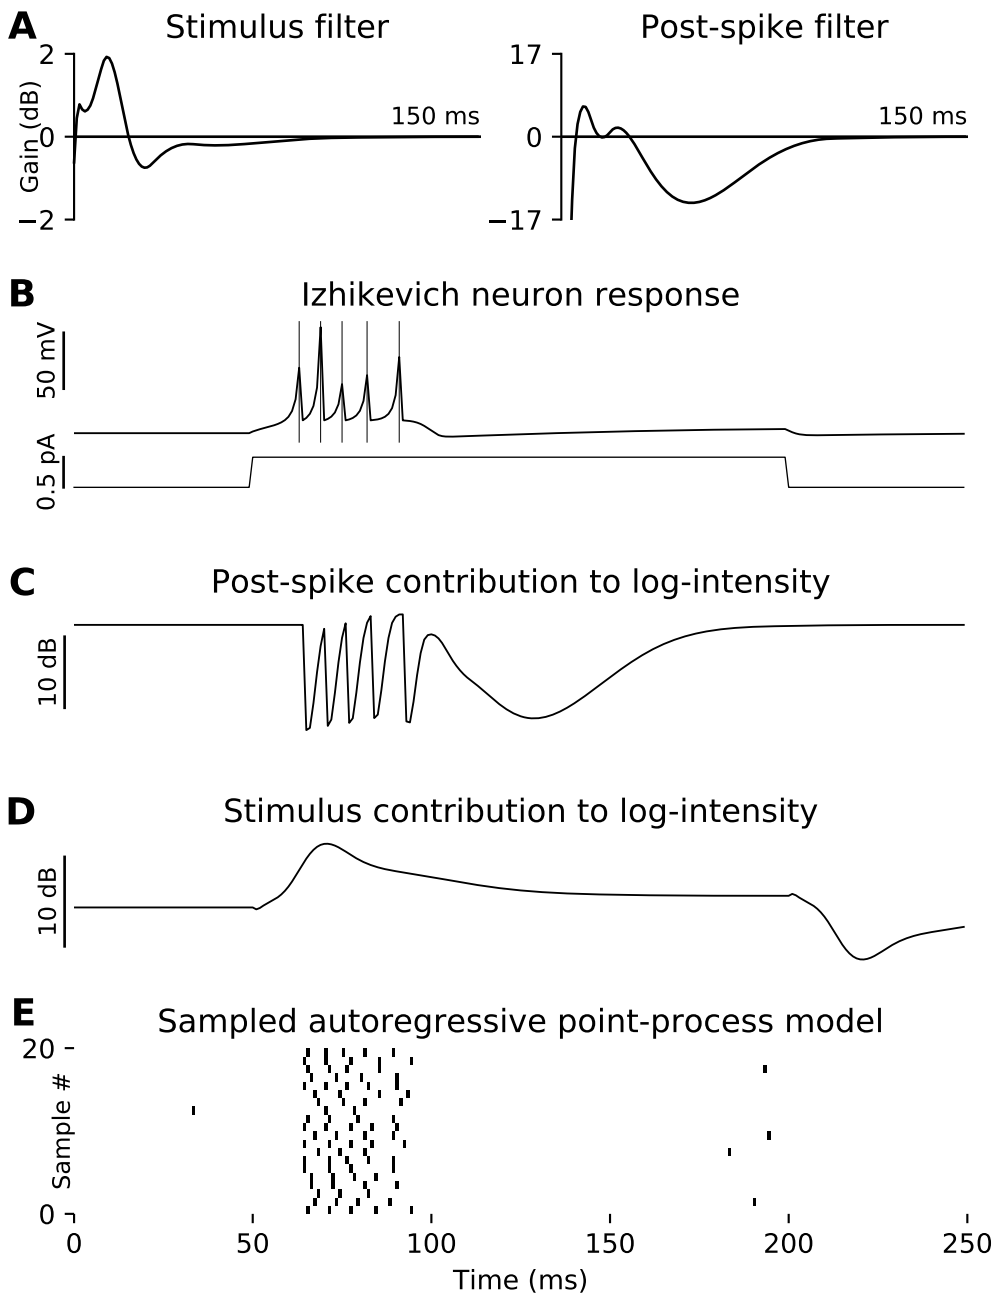 A
Stimulus filter
Post-spike filter
2
0
−2
Gain (dB)
150 ms
17
0
−17
150 ms
B
Izhikevich neuron response
50 mV
0.5 pA
C
Post-spike contribution to log-intensity
10 dB
D
Stimulus contribution to log-intensity
10 dB
E
Sampled autoregressive point-process model
20
Sample #
0
0 50 100 150 200 250
Time (ms)